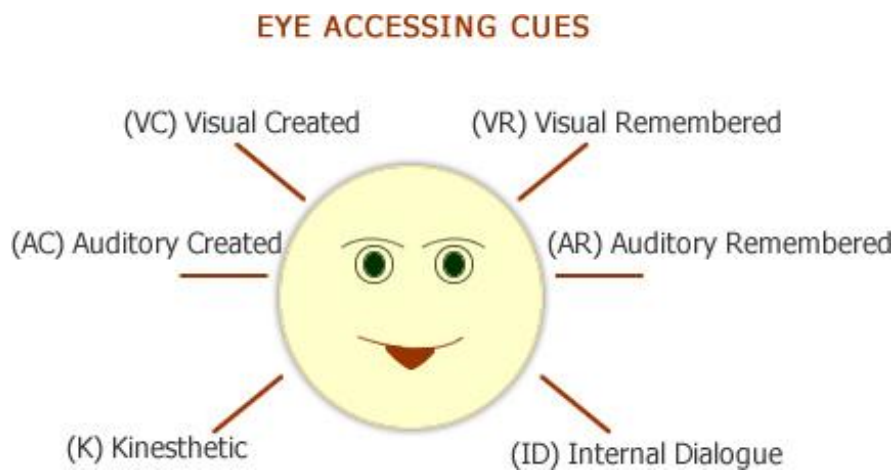 EYE ACCESSING CUES
(VC) Visual Created
(VR) Visual Remembered
(AC) Auditory Created
(AR) Auditory Remembered
(K) Kinesthetic
(ID) Internal Dialogue